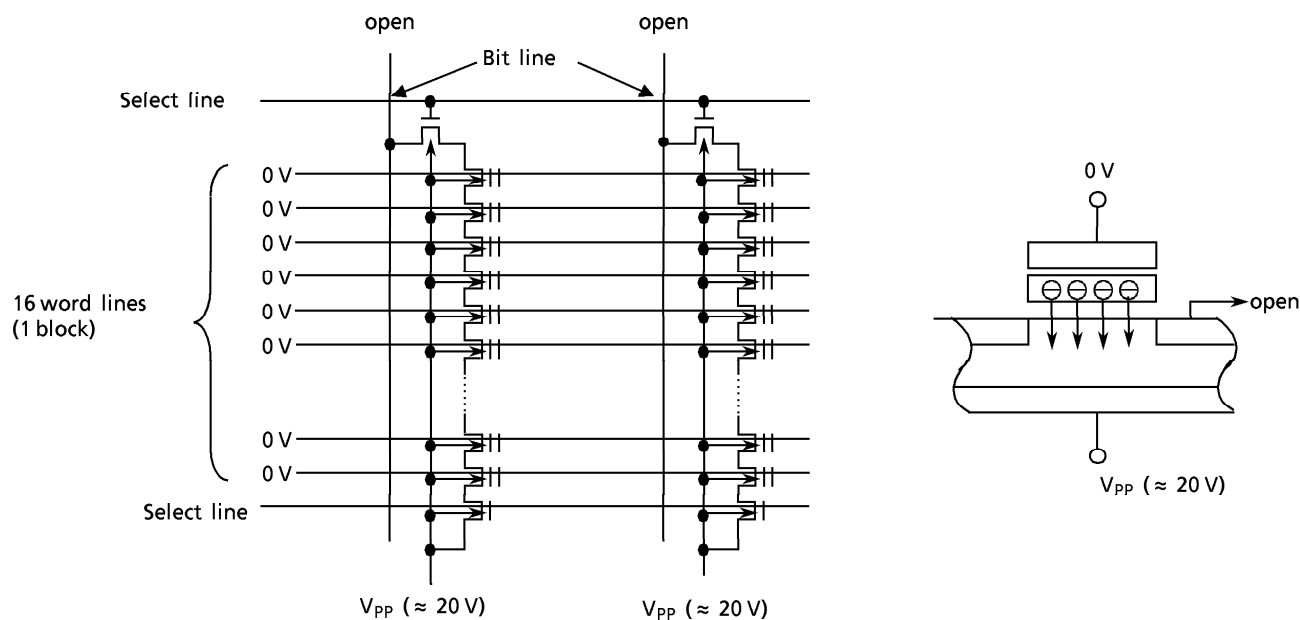 open
open
Bit line
Select line
0 V
0 V
0 V
0 V
0 V
0 V
16 word lines
(1 block)
0 V
0 V
Select line
VPP (≈ 20 V)
VPP (≈ 20 V)
0 V
open
VPP (≈ 20 V)